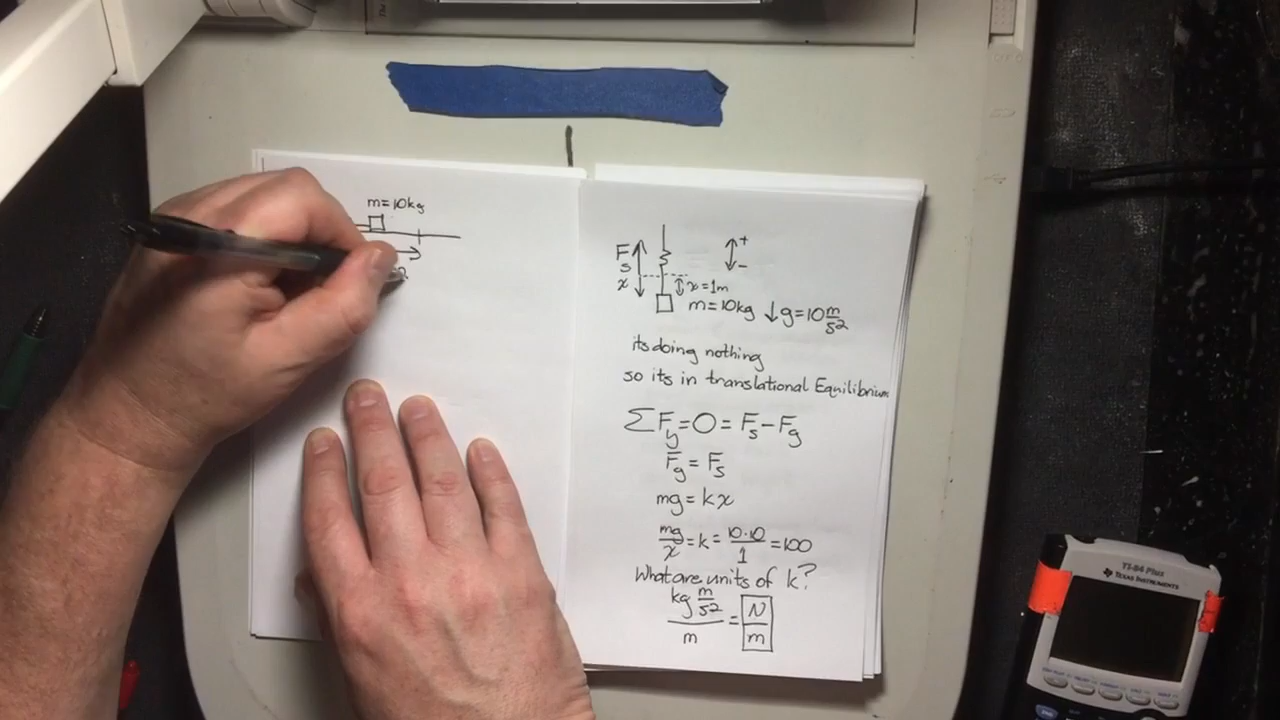 m=10kg
+
F
s
x
-
x=1m
m=10kg ↓g=10 m/s2
its doing nothing
so its in translational Equilibrium
∑Fy=0=Fs-Fg
Fg=Fs
mg=kx
mg/x=k=10·10/1=100
What are units of k?
kg m/s2/m=N/m
TI-84 Plus
TEXAS INSTRUMENTS